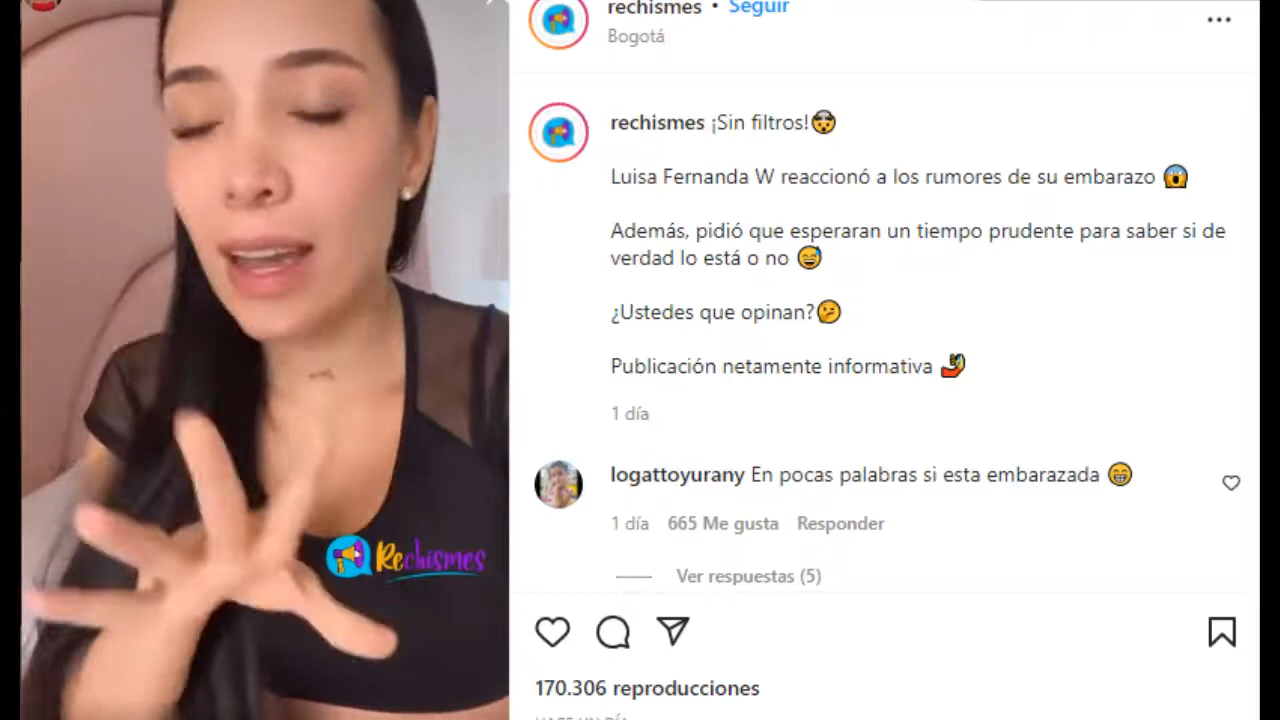 rechismes • Seguir
Bogotá
rechismes ¡Sin filtros!🤯
Luisa Fernanda W reaccionó a los rumores de su embarazo 😱
Además, pidió que esperaran un tiempo prudente para saber si de
verdad lo está o no 😅
¿Ustedes que opinan?🤔
Publicación netamente informativa 🤳
1 día
logattoyurany En pocas palabras si esta embarazada 😁
1 día 665 Me gusta Responder
Ver respuestas (5)
Rechismes
170.306 reproducciones
HACE UN DÍA